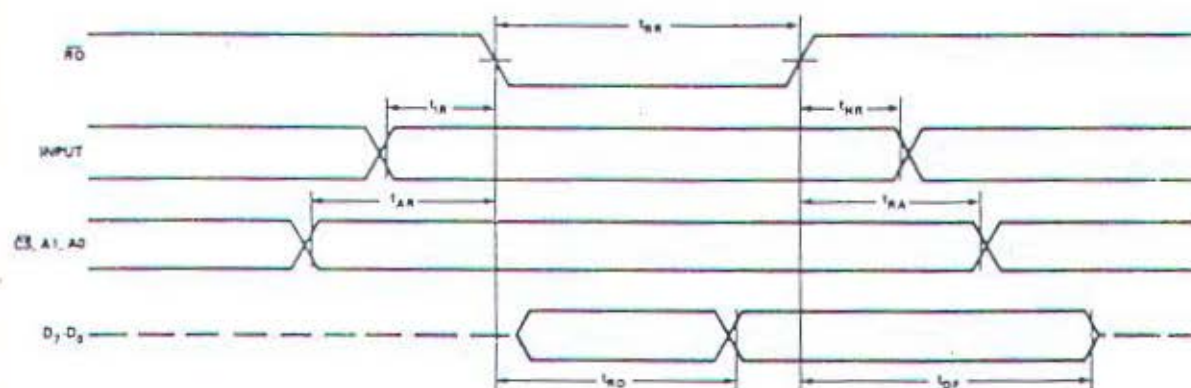 tRR
RD
tIR
tHR
INPUT
tAR
tRA
CS, A1, A0
D7-D0
tRD
tDF